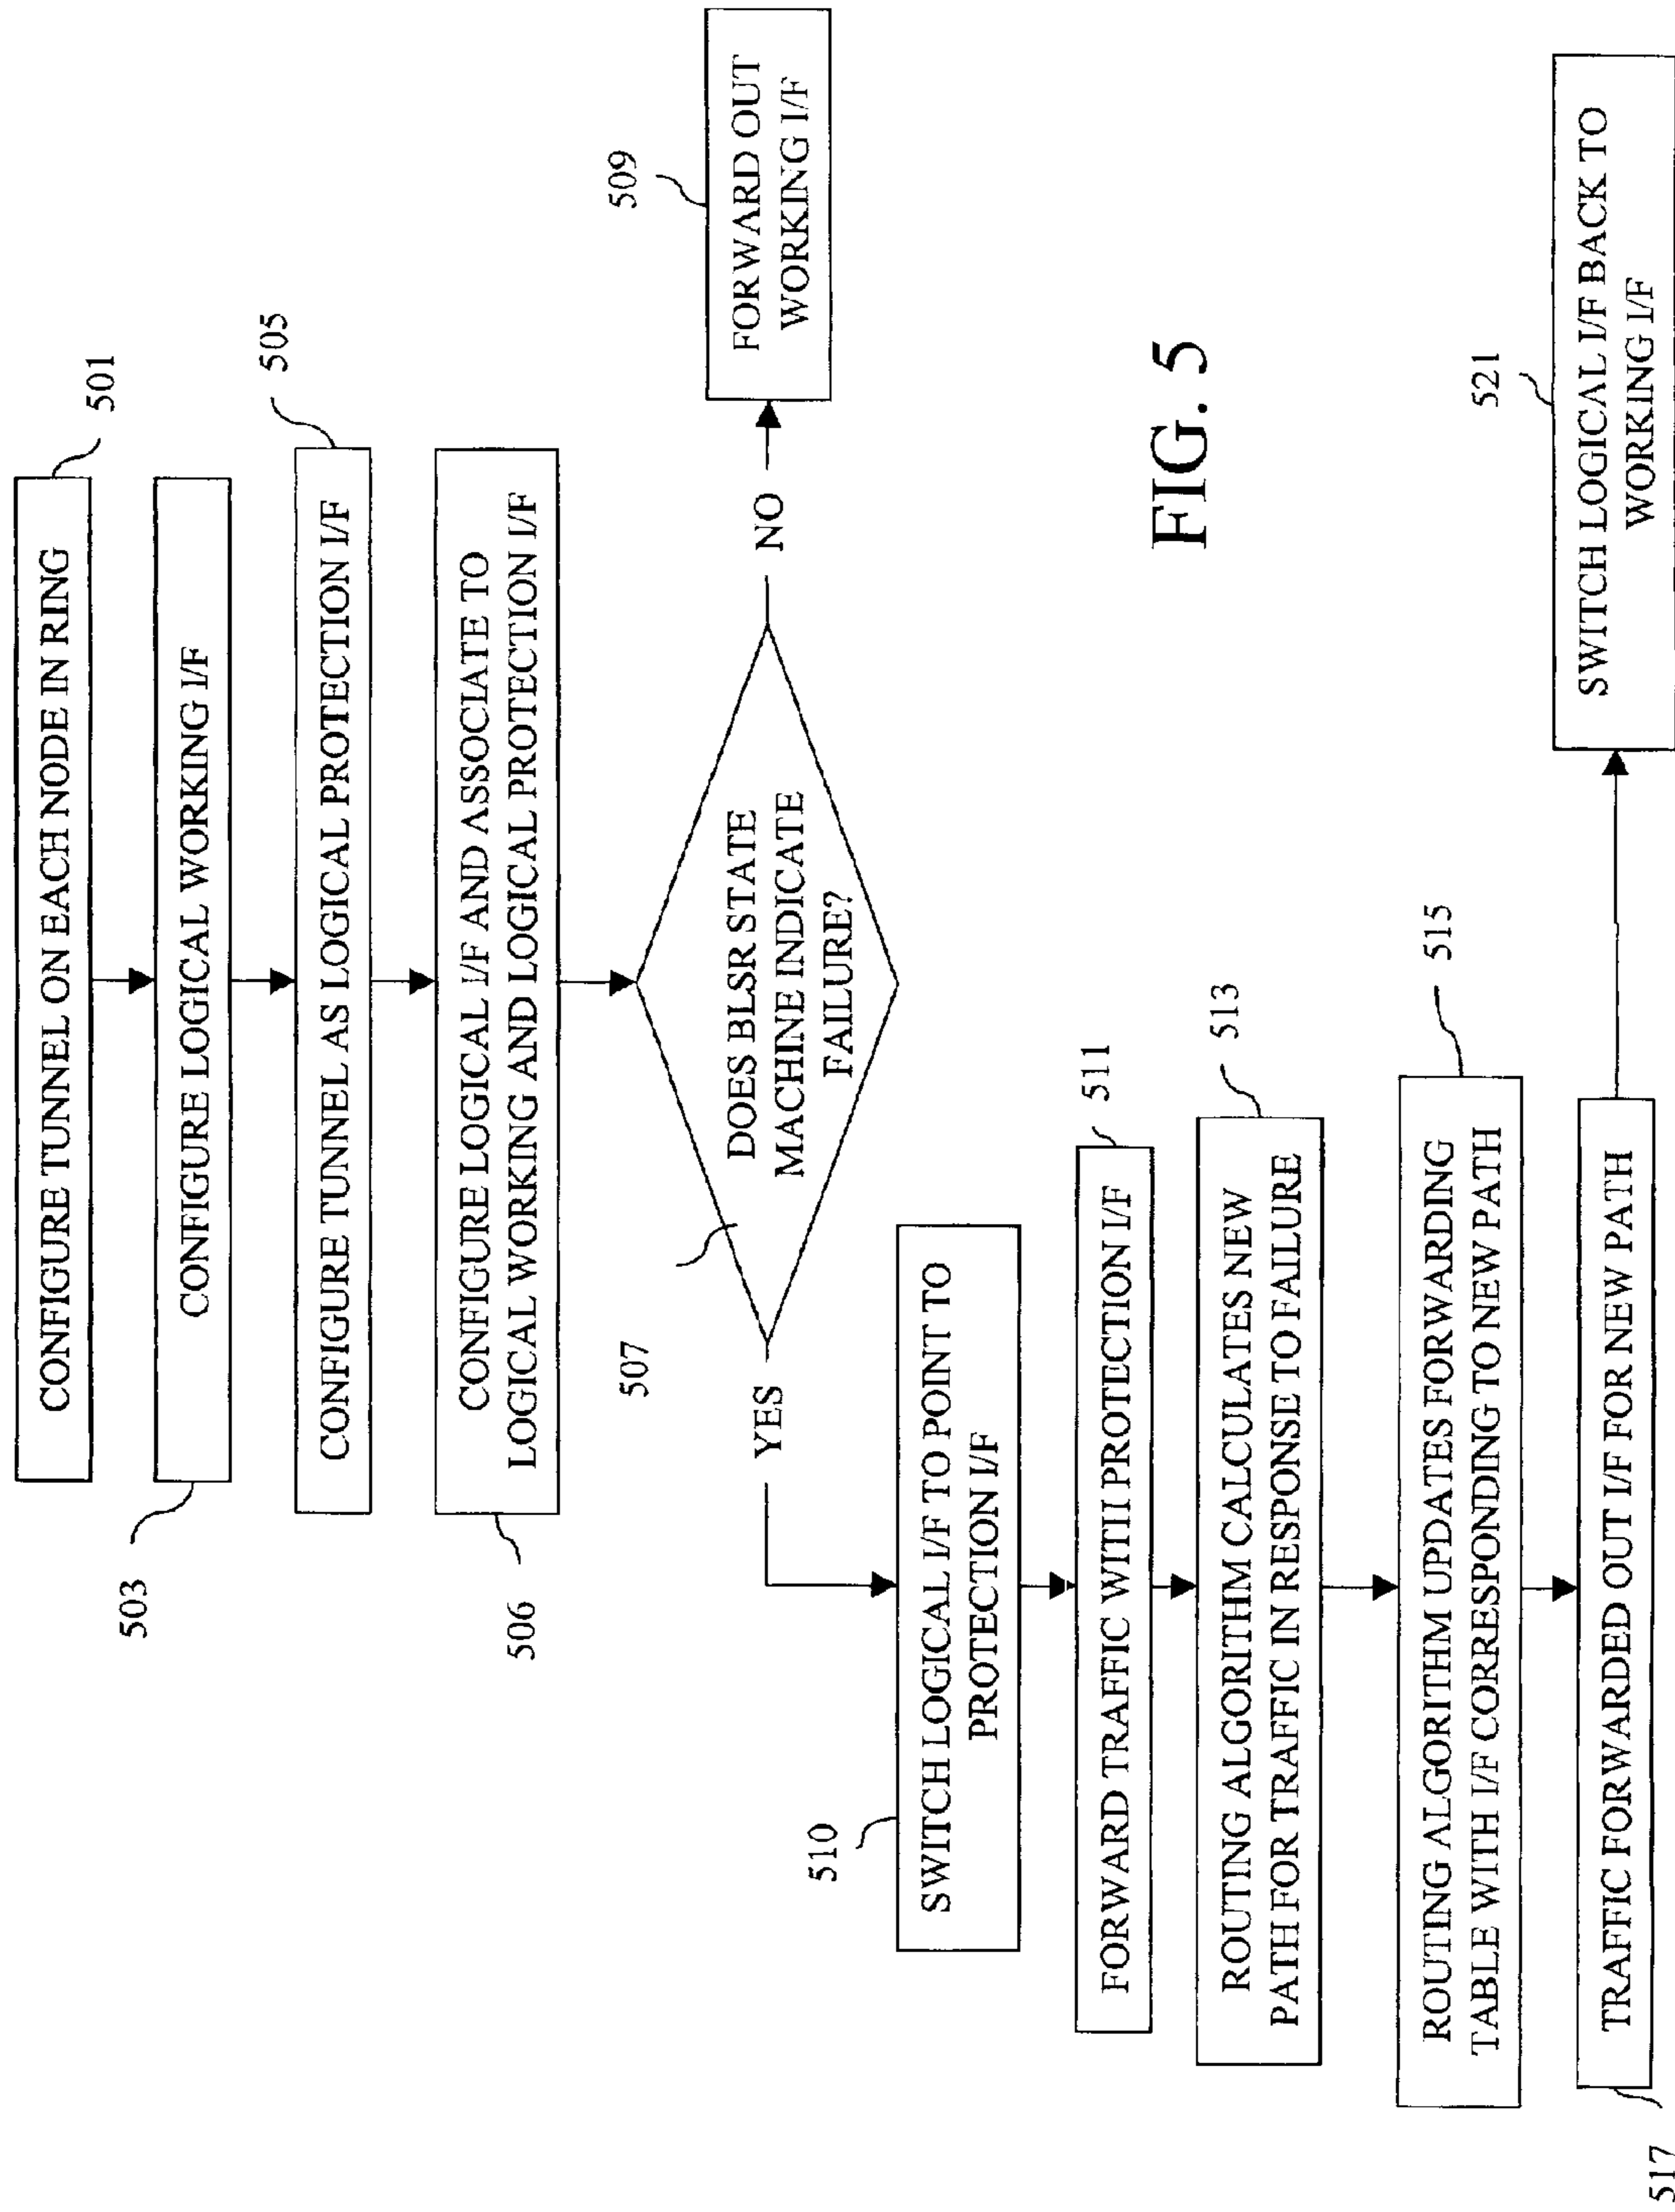 CONFIGURE TUNNEL ON EACH NODE IN RING
501
CONFIGURE LOGICAL WORKING I/F
503
CONFIGURE TUNNEL AS LOGICAL PROTECTION I/F
505
CONFIGURE LOGICAL I/F AND ASSOCIATE TO
LOGICAL WORKING AND LOGICAL PROTECTION I/F
506
DOES BLSR STATE
MACHINE INDICATE
FAILURE?
507
NO
FORWARD OUT
WORKING I/F
509
YES
SWITCH LOGICAL I/F TO POINT TO
PROTECTION I/F
510
FORWARD TRAFFIC WITH PROTECTION I/F
511
ROUTING ALGORITHM CALCULATES NEW
PATH FOR TRAFFIC IN RESPONSE TO FAILURE
513
ROUTING ALGORITHM UPDATES FORWARDING
TABLE WITH I/F CORRESPONDING TO NEW PATH
515
TRAFFIC FORWARDED OUT I/F FOR NEW PATH
517
SWITCH LOGICAL I/F BACK TO
WORKING I/F
521
FIG. 5